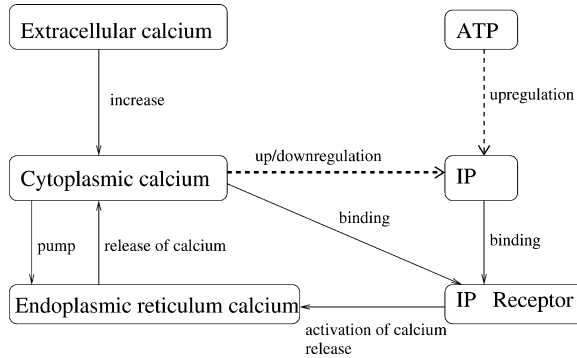 Extracellular calcium
ATP
increase
upregulation
up/downregulation
Cytoplasmic calcium
IP
binding
pump
release of calcium
binding
Endoplasmic reticulum calcium
IP Receptor
activation of calcium
release